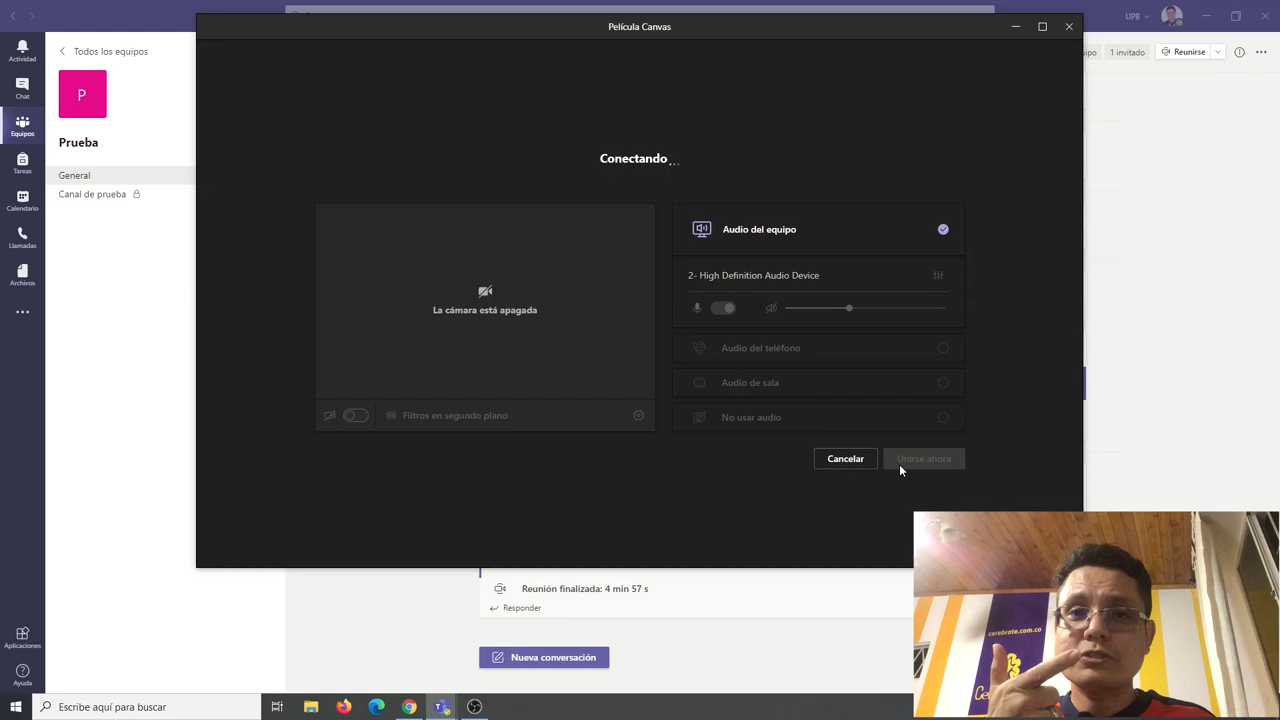 Película Canvas
UPB
Actividad
Chat
Equipos
Tareas
Calendario
Llamadas
Archivos
Aplicaciones
Ayuda
Todos los equipos
P
Prueba
General
Canal de prueba
1 invitado
Reunirse
Conectando...
La cámara está apagada
Filtros en segundo plano
Audio del equipo
2- High Definition Audio Device
Audio del teléfono
Audio de sala
No usar audio
Cancelar
Unirse ahora
Reunión finalizada: 4 min 57 s
Responder
Nueva conversación
cerebrote.com.co
Escribe aquí para buscar